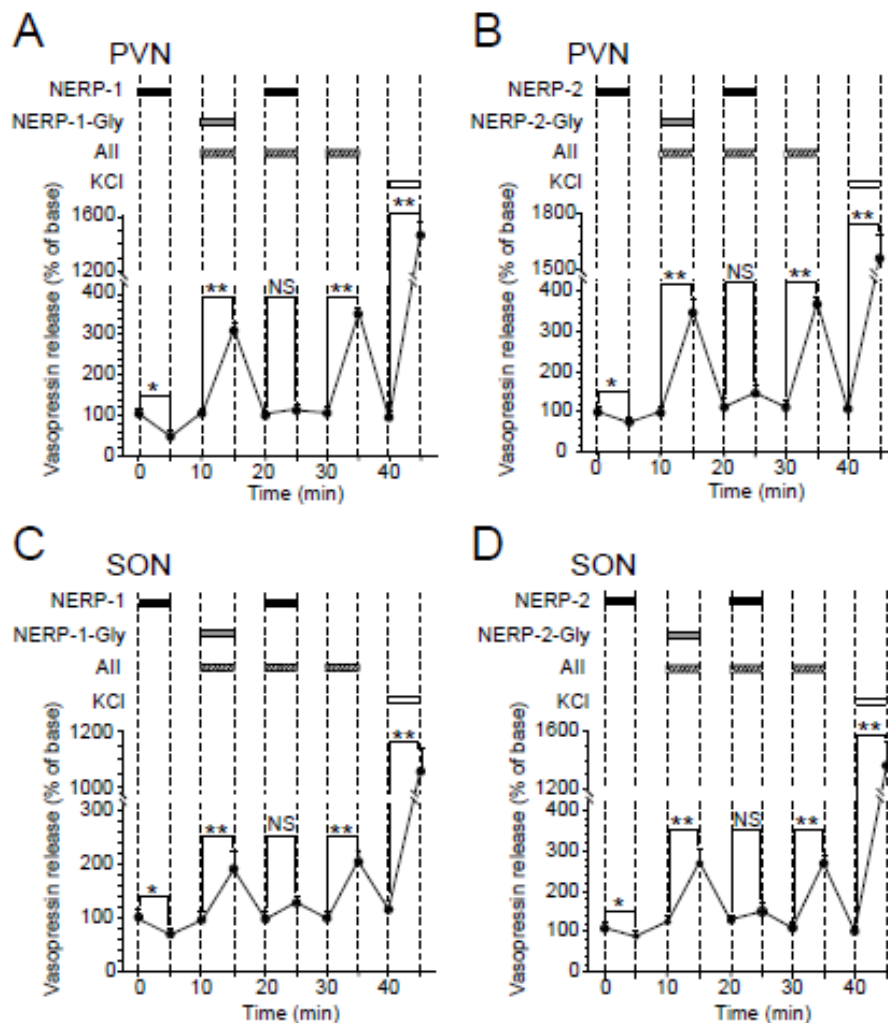 A
PVN
NERP-1
NERP-1-Gly
AII
KCl
Vasopressin release (% of base)
1600
1200
400
300
200
100
0
*
**
NS
**
**
0 10 20 30 40
Time (min)
B
PVN
NERP-2
NERP-2-Gly
AII
KCl
Vasopressin release (% of base)
1800
1500
400
300
200
100
0
*
**
NS
**
**
0 10 20 30 40
Time (min)
C
SON
NERP-1
NERP-1-Gly
AII
KCl
Vasopressin release (% of base)
1200
1000
300
200
100
0
*
**
NS
**
**
0 10 20 30 40
Time (min)
D
SON
NERP-2
NERP-2-Gly
AII
KCl
Vasopressin release (% of base)
1600
1200
400
300
200
100
0
*
**
NS
**
**
0 10 20 30 40
Time (min)